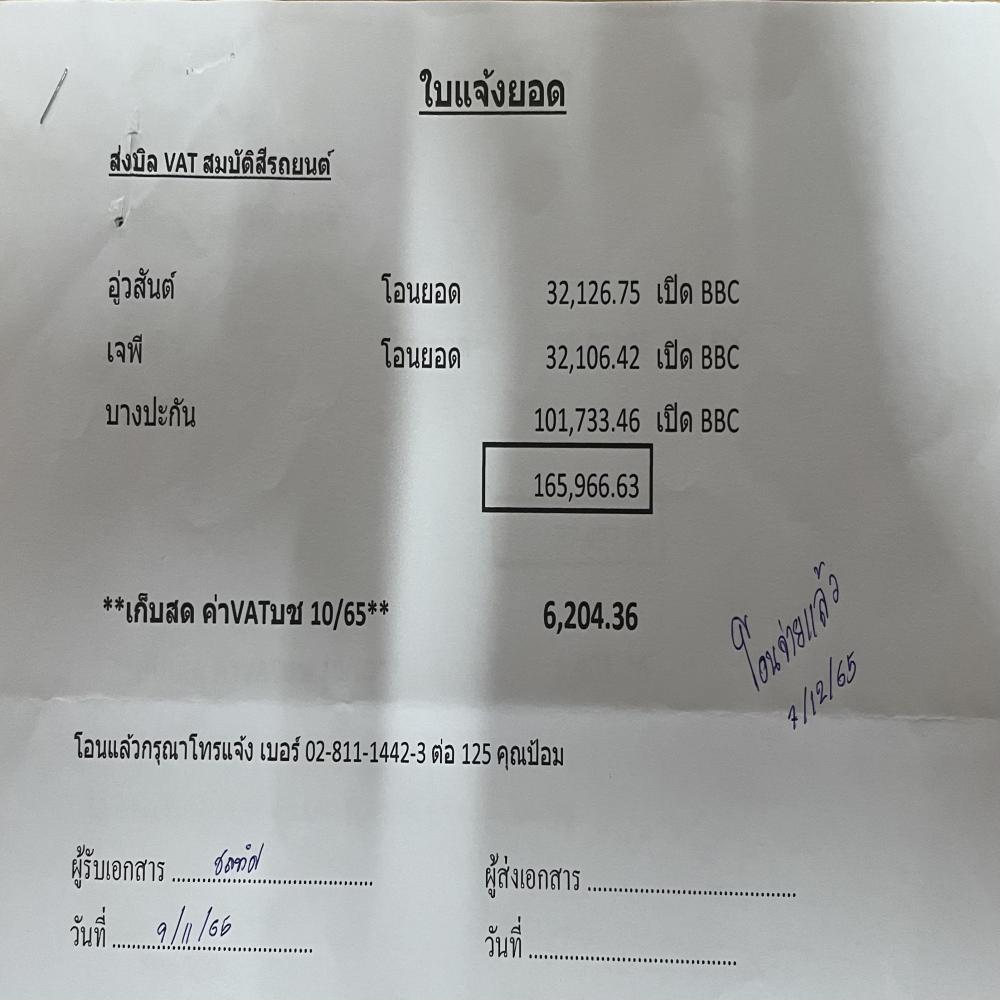 ใบแจ้งยอด
ส่งบิล VAT สมบัติสีรถยนต์
อู่วสันต์ โอนยอด 32,126.75 เปิด BBC
เจพี โอนยอด 32,106.42 เปิด BBC
บางปะกัน 101,733.46 เปิด BBC
165,966.63
**เก็บสด ค่าVATบช 10/65** 6,204.36
โอนจ่ายแล้ว
7/12/65
โอนแล้วกรุณาโทรแจ้ง เบอร์ 02-811-1442-3 ต่อ 125 คุณป้อม
ผู้รับเอกสาร ........................................ ผู้ส่งเอกสาร ........................................
วันที่ ....9/11/66.... วันที่ ........................................